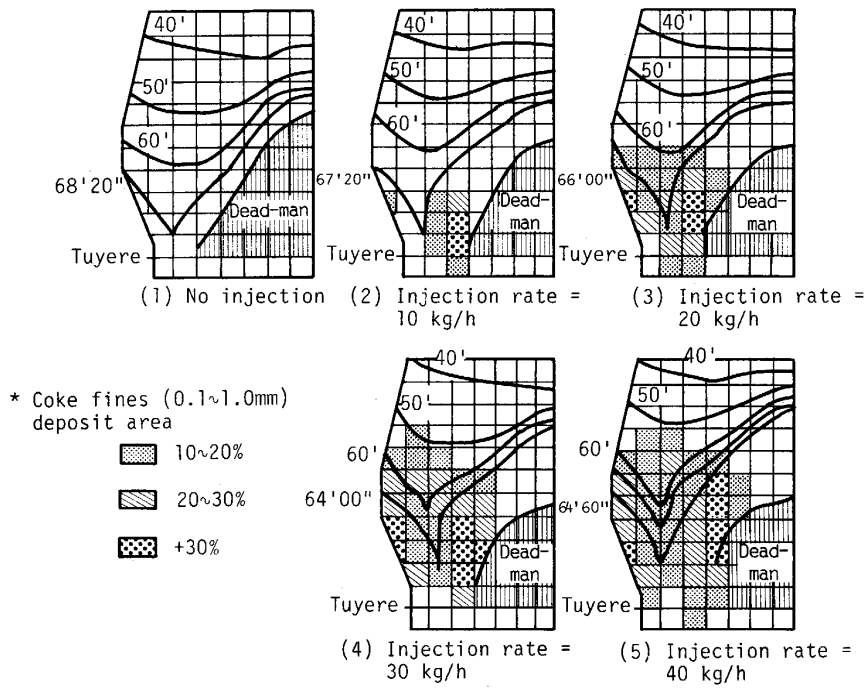 40'
50'
60'
68'20"
Dead-man
Tuyere
(1) No injection
40'
50'
60'
67'20"
Dead-
man
Tuyere
(2) Injection rate =
10 kg/h
40'
50'
60'
66'00"
Dead-
man
Tuyere
(3) Injection rate =
20 kg/h
* Coke fines (0.1~1.0mm)
deposit area
10~20%
20~30%
+30%
40'
50'
60'
64'00"
Dead-
man
Tuyere
(4) Injection rate =
30 kg/h
40'
50'
60'
64'60"
Dead-
man
Tuyere
(5) Injection rate =
40 kg/h